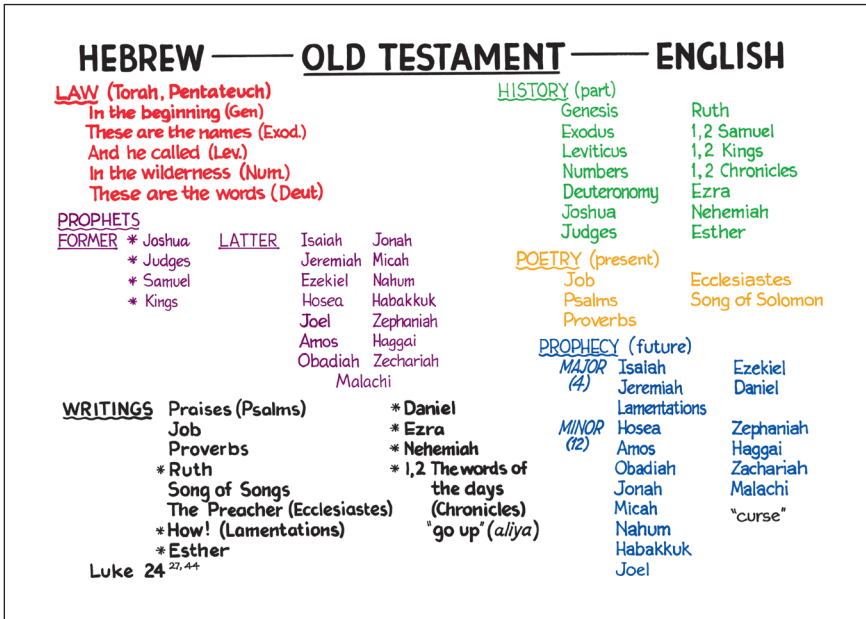 HEBREW — OLD TESTAMENT — ENGLISH
LAW (Torah, Pentateuch)
In the beginning (Gen)
These are the names (Exod.)
And he called (Lev.)
In the wilderness (Num.)
These are the words (Deut)
PROPHETS
FORMER * Joshua
* Judges
* Samuel
* Kings
LATTER Isaiah Jonah
Jeremiah Micah
Ezekiel Nahum
Hosea Habakkuk
Joel Zephaniah
Amos Haggai
Obadiah Zechariah
Malachi
WRITINGS Praises (Psalms)
Job
Proverbs
* Ruth
Song of Songs
The Preacher (Ecclesiastes)
* How! (Lamentations)
* Esther
* Daniel
* Ezra
* Nehemiah
* 1,2 The words of
the days
(Chronicles)
"go up" (aliya)
Luke 24 27,44
HISTORY (part)
Genesis Ruth
Exodus 1,2 Samuel
Leviticus 1,2 Kings
Numbers 1,2 Chronicles
Deuteronomy Ezra
Joshua Nehemiah
Judges Esther
POETRY (present)
Job Ecclesiastes
Psalms Song of Solomon
Proverbs
PROPHECY (future)
MAJOR Isaiah Ezekiel
(4) Jeremiah Daniel
Lamentations
MINOR Hosea Zephaniah
(12) Amos Haggai
Obadiah Zachariah
Jonah Malachi
Micah "curse"
Nahum
Habakkuk
Joel